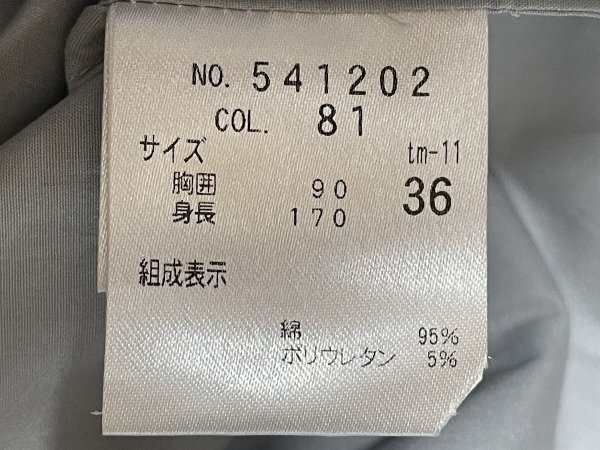 NO. 541202
COL. 81
サイズ tm-11
胸囲 90 36
身長 170
組成表示
綿 95%
ポリウレタン 5%